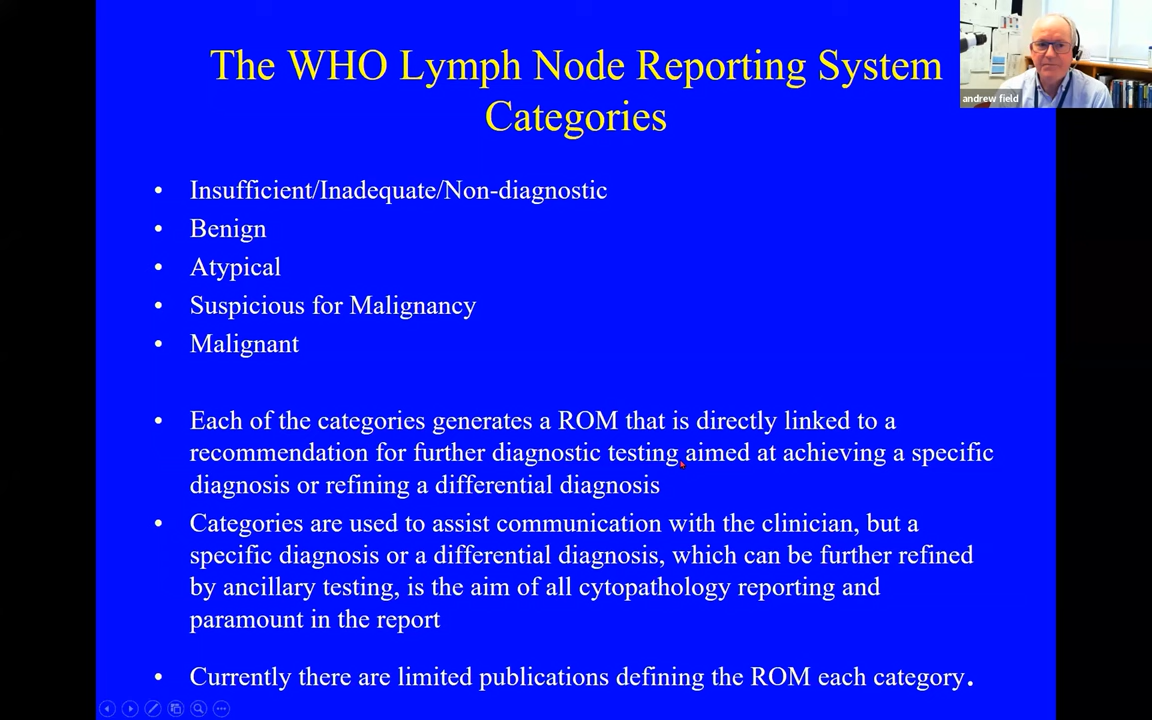 The WHO Lymph Node Reporting System
Categories
andrew field
• Insufficient/Inadequate/Non-diagnostic
• Benign
• Atypical
• Suspicious for Malignancy
• Malignant
• Each of the categories generates a ROM that is directly linked to a
recommendation for further diagnostic testing aimed at achieving a specific
diagnosis or refining a differential diagnosis
• Categories are used to assist communication with the clinician, but a
specific diagnosis or a differential diagnosis, which can be further refined
by ancillary testing, is the aim of all cytopathology reporting and
paramount in the report
• Currently there are limited publications defining the ROM each category.